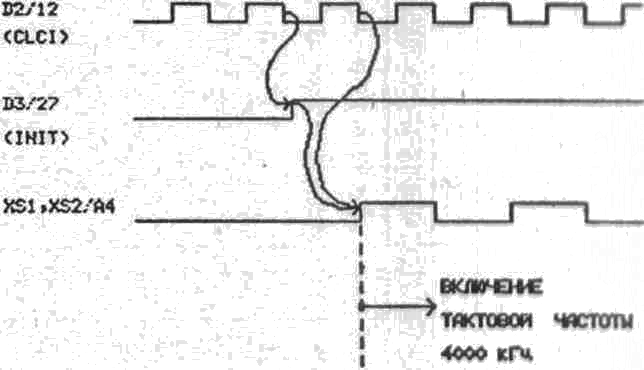 D2/12
(CLCI)
D3/27
(INIT)
XS1,XS2/A4
ВКЛЮЧЕНИЕ
ТАКТОВОЙ ЧАСТОТЫ
4000 кГц